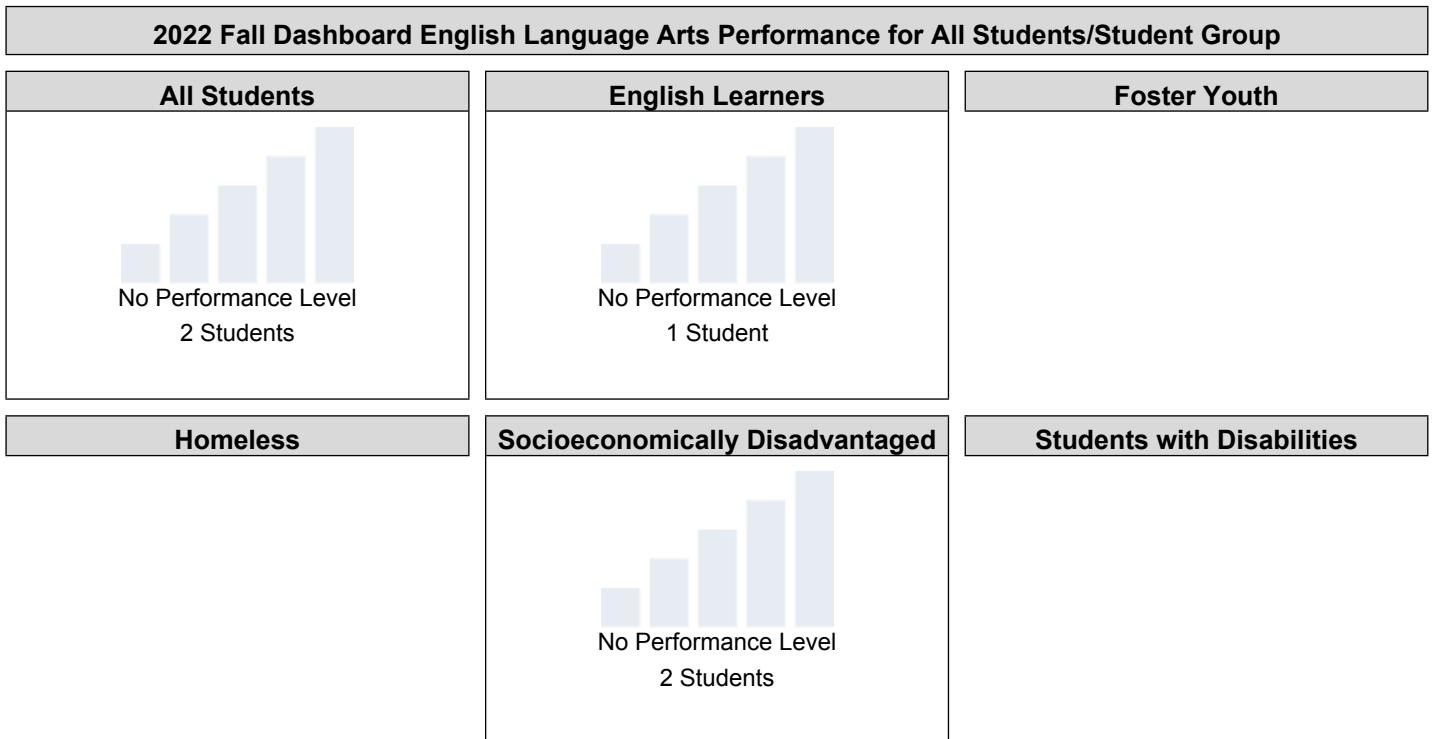 2022 Fall Dashboard English Language Arts Performance for All Students/Student Group
All Students
No Performance Level
2 Students
English Learners
No Performance Level
1 Student
Foster Youth
Homeless
Socioeconomically Disadvantaged
No Performance Level
2 Students
Students with Disabilities